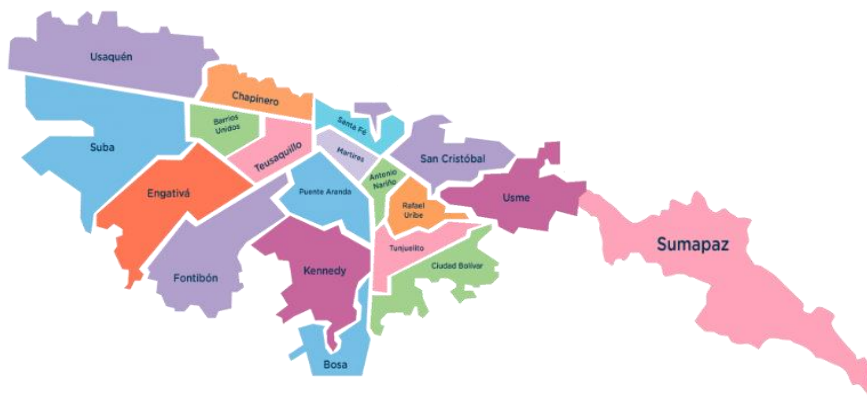 Usaquén
Chapinero
Barrios
Unidos
Santa Fé
Suba
Teusaquillo
Martires
San Cristóbal
Engativá
Puente Aranda
Antonio
Nariño
Usme
Rafael
Uribe
Sumapaz
Tunjuelito
Fontibón
Kennedy
Ciudad Bolívar
Bosa